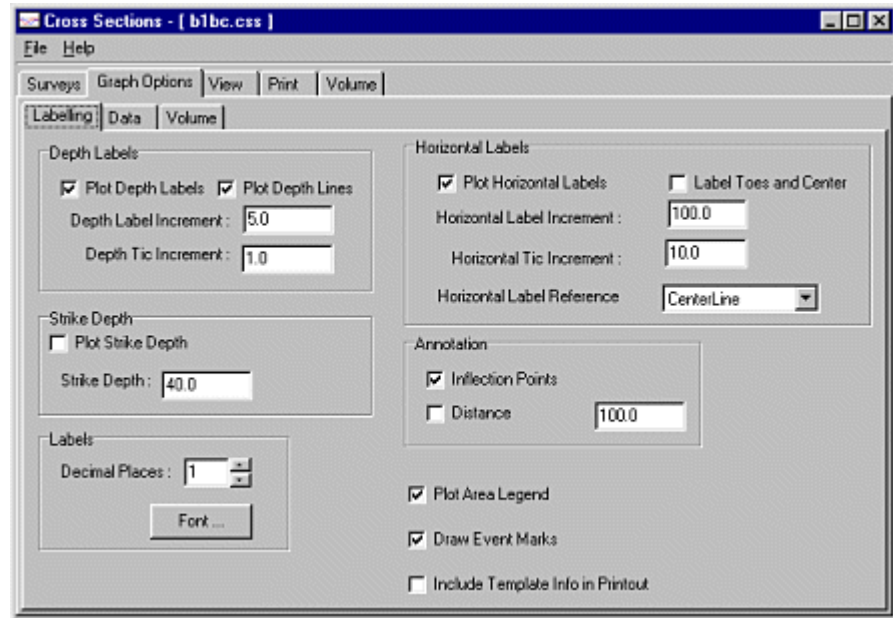 Cross Sections - [ b1bc.css ]
File Help
Surveys Graph Options View Print Volume
Labelling Data Volume
Depth Labels
Plot Depth Labels Plot Depth Lines
Depth Label Increment : 5.0
Depth Tic Increment : 1.0
Strike Depth
Plot Strike Depth
Strike Depth : 40.0
Labels
Decimal Places : 1
Font ...
Horizontal Labels
Plot Horizontal Labels Label Toes and Center
Horizontal Label Increment : 100.0
Horizontal Tic Increment : 10.0
Horizontal Label Reference CenterLine
Annotation
Inflection Points
Distance 100.0
Plot Area Legend
Draw Event Marks
Include Template Info in Printout